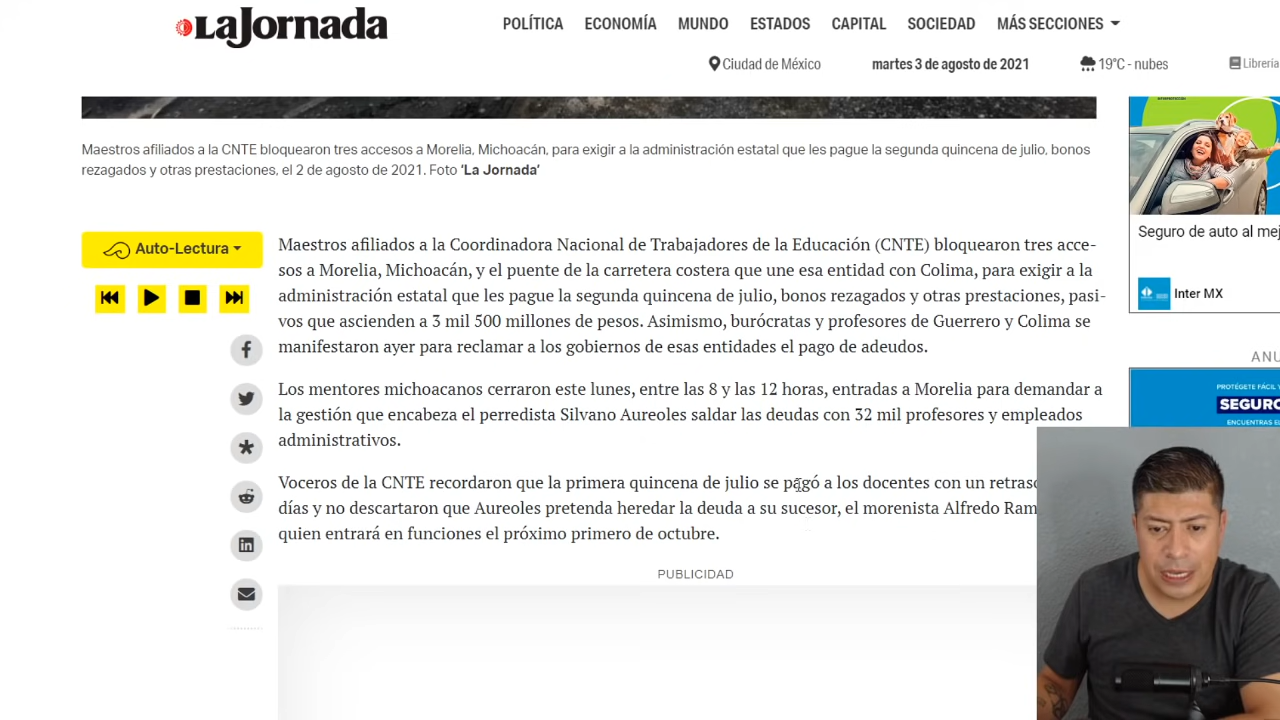 La Jornada
POLÍTICA ECONOMÍA MUNDO ESTADOS CAPITAL SOCIEDAD MÁS SECCIONES
Ciudad de México martes 3 de agosto de 2021 19°C - nubes Librería
Maestros afiliados a la CNTE bloquearon tres accesos a Morelia, Michoacán, para exigir a la administración estatal que les pague la segunda quincena de julio, bonos
rezagados y otras prestaciones, el 2 de agosto de 2021. Foto ‘La Jornada’
Auto-Lectura
Maestros afiliados a la Coordinadora Nacional de Trabajadores de la Educación (CNTE) bloquearon tres acce-
sos a Morelia, Michoacán, y el puente de la carretera costera que une esa entidad con Colima, para exigir a la
administración estatal que les pague la segunda quincena de julio, bonos rezagados y otras prestaciones, pasi-
vos que ascienden a 3 mil 500 millones de pesos. Asimismo, burócratas y profesores de Guerrero y Colima se
manifestaron ayer para reclamar a los gobiernos de esas entidades el pago de adeudos.
Los mentores michoacanos cerraron este lunes, entre las 8 y las 12 horas, entradas a Morelia para demandar a
la gestión que encabeza el perredista Silvano Aureoles saldar las deudas con 32 mil profesores y empleados
administrativos.
Voceros de la CNTE recordaron que la primera quincena de julio se pagó a los docentes con un retras
días y no descartaron que Aureoles pretenda heredar la deuda a su sucesor, el morenista Alfredo Ram
quien entrará en funciones el próximo primero de octubre.
PUBLICIDAD
Seguro de auto al mej
Inter MX
ANU
PROTÉGETE FÁCIL Y
SEGURO
ENCUENTRAS EL